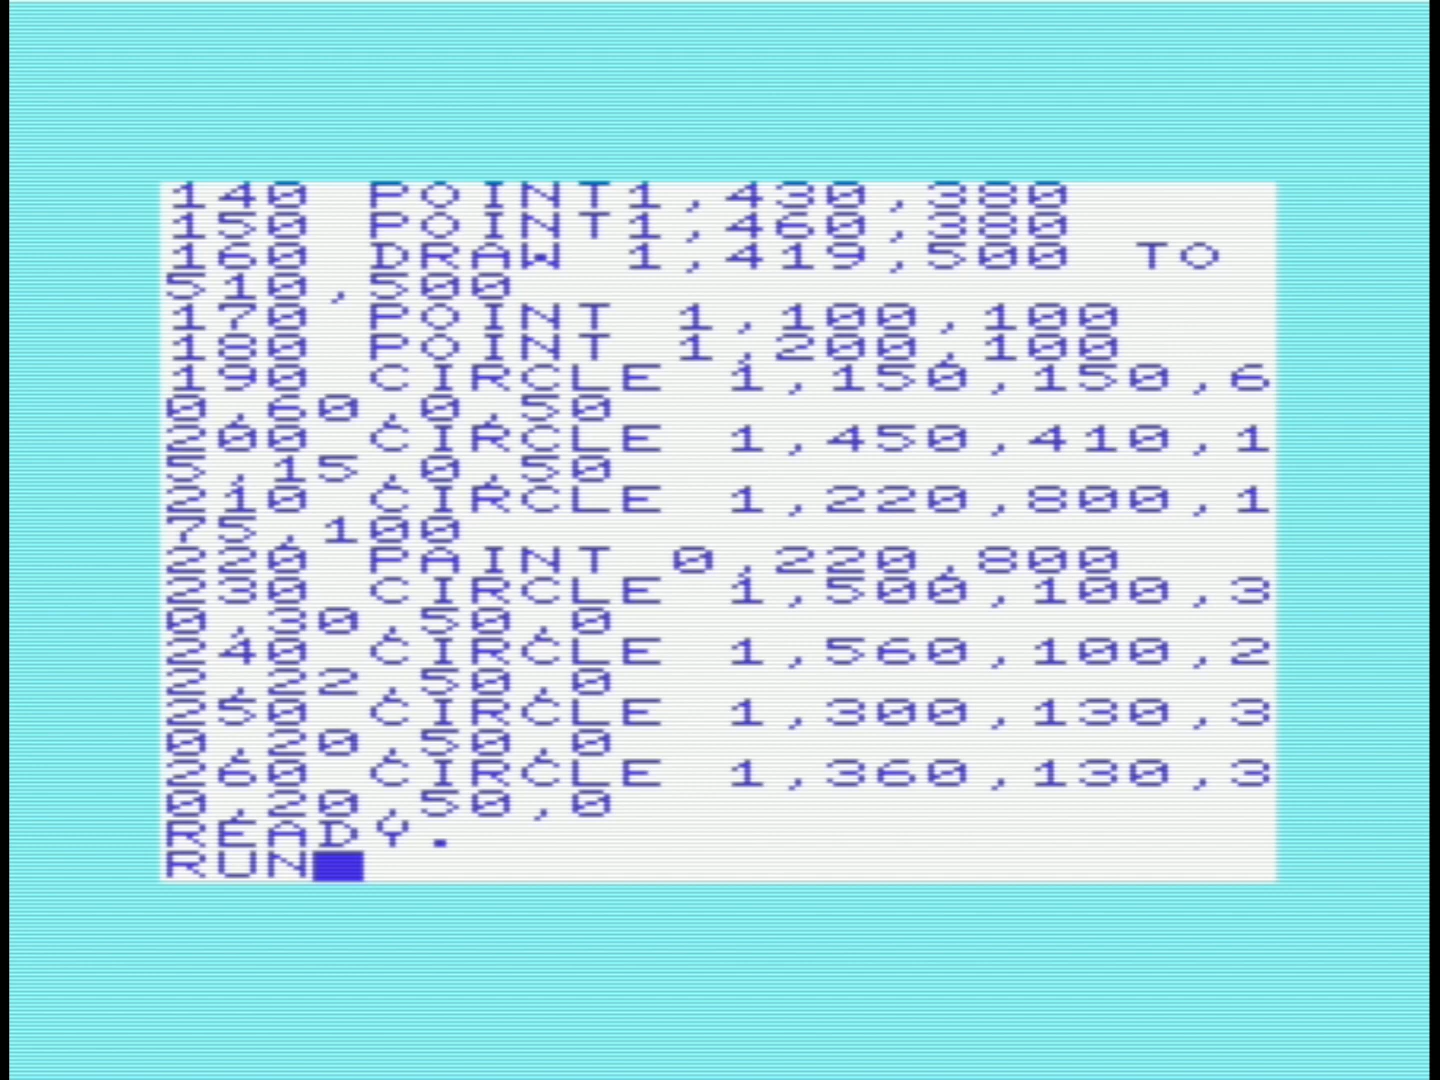 140 POINT1,430,380
150 POINT1,460,380
160 DRAW 1,419,500 TO
510,500
170 POINT 1,100,100
180 POINT 1,200,100
190 CIRCLE 1,150,150,6
0,60,0,50
200 CIRCLE 1,450,410,1
5,15,0,50
210 CIRCLE 1,220,800,1
75,100
220 PAINT 0,220,800
230 CIRCLE 1,500,100,3
0,30,50,0
240 CIRCLE 1,560,100,2
2,22,50,0
250 CIRCLE 1,300,130,3
0,20,50,0
260 CIRCLE 1,360,130,3
0,20,50,0
READY.
RUN